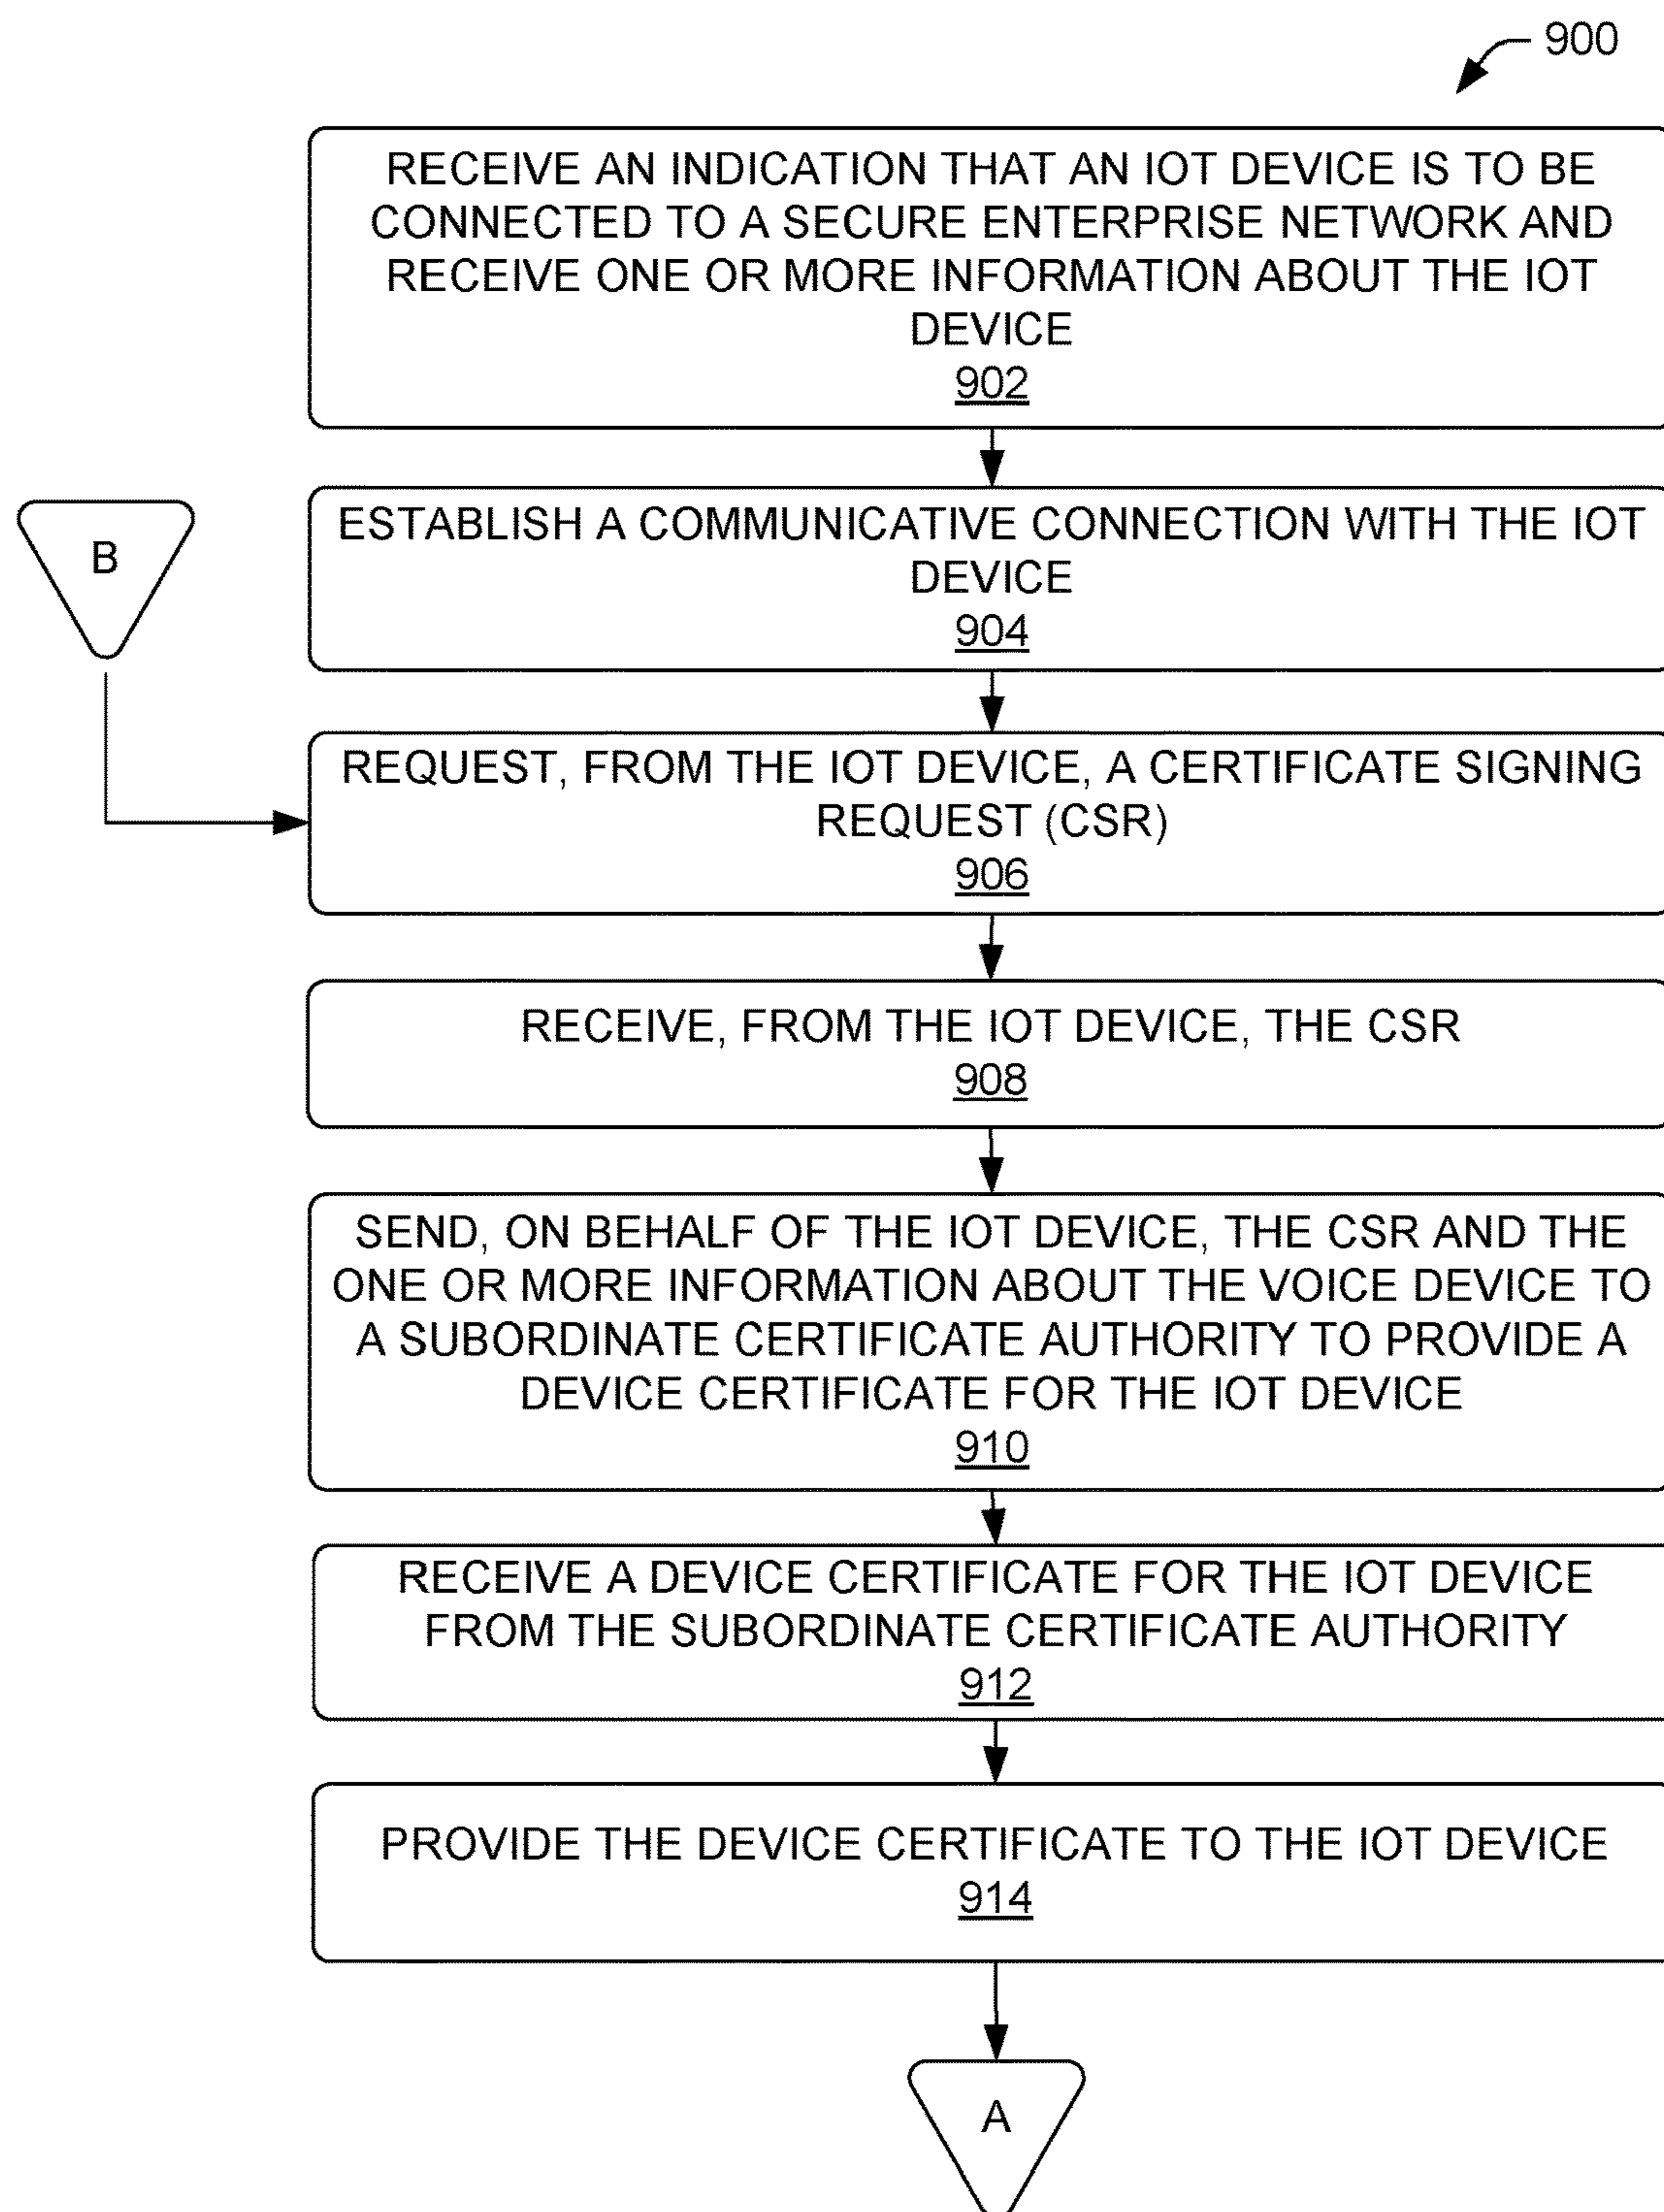 900
RECEIVE AN INDICATION THAT AN IOT DEVICE IS TO BE
CONNECTED TO A SECURE ENTERPRISE NETWORK AND
RECEIVE ONE OR MORE INFORMATION ABOUT THE IOT
DEVICE
902
ESTABLISH A COMMUNICATIVE CONNECTION WITH THE IOT
DEVICE
904
B
REQUEST, FROM THE IOT DEVICE, A CERTIFICATE SIGNING
REQUEST (CSR)
906
RECEIVE, FROM THE IOT DEVICE, THE CSR
908
SEND, ON BEHALF OF THE IOT DEVICE, THE CSR AND THE
ONE OR MORE INFORMATION ABOUT THE VOICE DEVICE TO
A SUBORDINATE CERTIFICATE AUTHORITY TO PROVIDE A
DEVICE CERTIFICATE FOR THE IOT DEVICE
910
RECEIVE A DEVICE CERTIFICATE FOR THE IOT DEVICE
FROM THE SUBORDINATE CERTIFICATE AUTHORITY
912
PROVIDE THE DEVICE CERTIFICATE TO THE IOT DEVICE
914
A